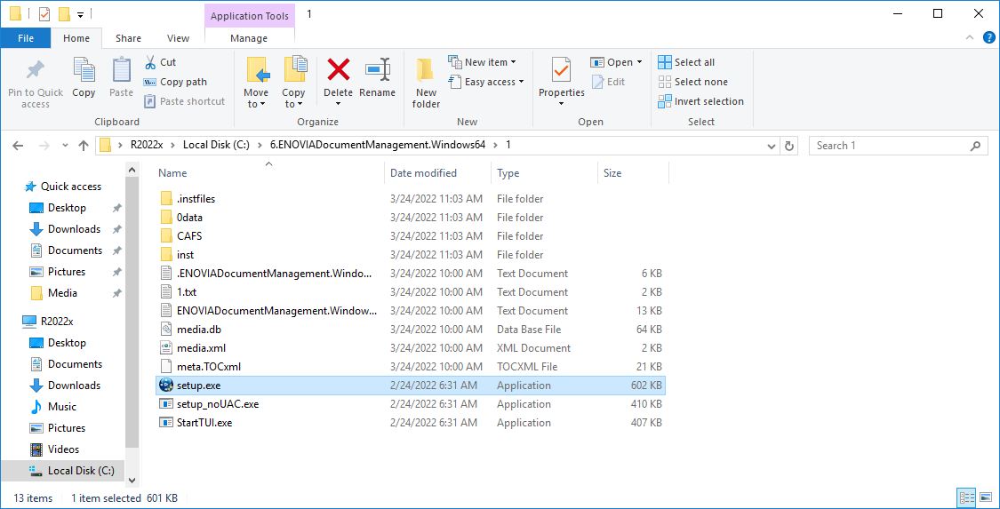 Application Tools 1
File Home Share View Manage
Pin to Quick access
Copy
Paste
Cut
Copy path
Paste shortcut
Clipboard
Move to
Copy to
Delete
Rename
Organize
New folder
New item
Easy access
New
Properties
Open
Edit
Open
Select all
Select none
Invert selection
Select
R2022x Local Disk (C:) 6.ENOVIADocumentManagement.Windows64 1
Search 1
Quick access
Desktop
Downloads
Documents
Pictures
Media
R2022x
Desktop
Documents
Downloads
Music
Pictures
Videos
Local Disk (C:)
Name Date modified Type Size
.instfiles 3/24/2022 11:03 AM File folder
0data 3/24/2022 11:03 AM File folder
CAFS 3/24/2022 11:03 AM File folder
inst 3/24/2022 11:03 AM File folder
.ENOVIADocumentManagement.Windo... 3/24/2022 10:00 AM Text Document 6 KB
1.txt 3/24/2022 10:00 AM Text Document 2 KB
ENOVIADocumentManagement.Window... 3/24/2022 10:00 AM Text Document 13 KB
media.db 3/24/2022 10:00 AM Data Base File 64 KB
media.xml 3/24/2022 10:00 AM XML Document 2 KB
meta.TOCxml 3/24/2022 10:00 AM TOCXML File 21 KB
setup.exe 2/24/2022 6:31 AM Application 602 KB
setup_noUAC.exe 2/24/2022 6:31 AM Application 410 KB
StartTUI.exe 2/24/2022 6:31 AM Application 407 KB
13 items 1 item selected 601 KB